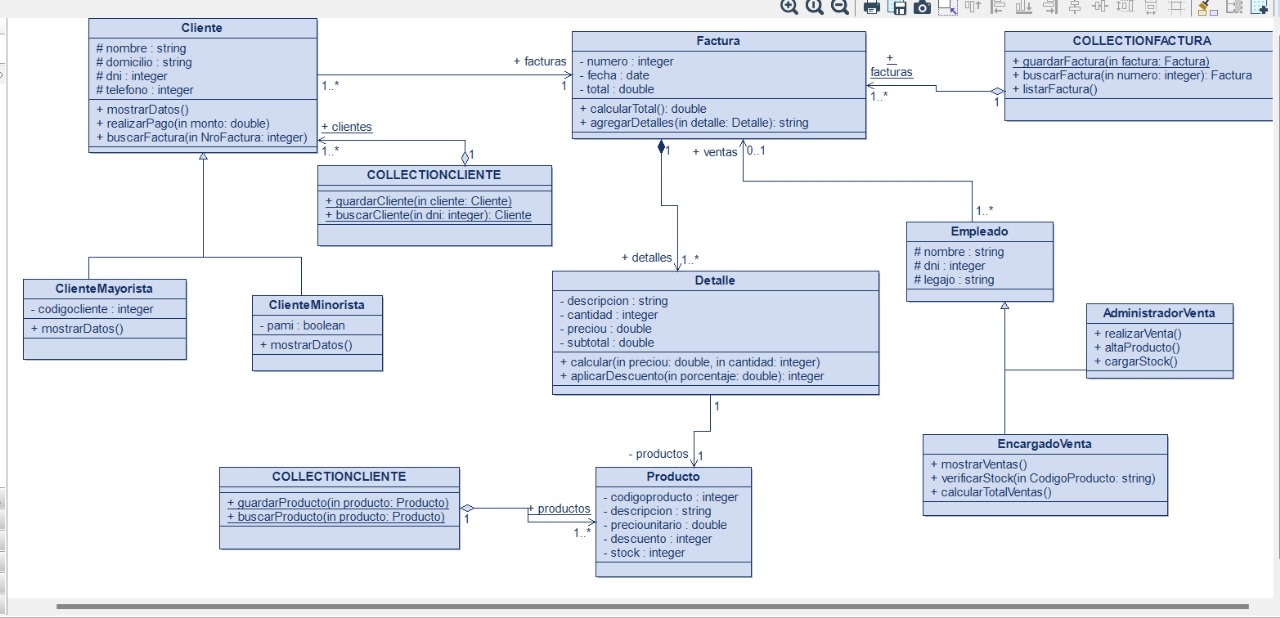 Cliente
# nombre : string
# domicilio : string
# dni : integer
# telefono : integer
+ mostrarDatos()
+ realizarPago(in monto: double)
+ buscarFactura(in NroFactura: integer)
+ facturas
1..*
1
Factura
- numero : integer
- fecha : date
- total : double
+ calcularTotal(): double
+ agregarDetalles(in detalle: Detalle): string
+
facturas
1..*
1
COLLECTIONFACTURA
+ guardarFactura(in factura: Factura)
+ buscarFactura(in numero: integer): Factura
+ listarFactura()
+ clientes
1..*
1
COLLECTIONCLIENTE
+ guardarCliente(in cliente: Cliente)
+ buscarCliente(in dni: integer): Cliente
1
+ ventas
0..1
1..*
Empleado
# nombre : string
# dni : integer
# legajo : string
+ detalles
1..*
ClienteMayorista
- codigocliente : integer
+ mostrarDatos()
ClienteMinorista
- pami : boolean
+ mostrarDatos()
Detalle
- descripcion : string
- cantidad : integer
- preciou : double
- subtotal : double
+ calcular(in preciou: double, in cantidad: integer)
+ aplicarDescuento(in porcentaje: double): integer
AdministradorVenta
+ realizarVenta()
+ altaProducto()
+ cargarStock()
1
- productos
1
EncargadoVenta
+ mostrarVentas()
+ verificarStock(in CodigoProducto: string)
+ calcularTotalVentas()
COLLECTIONCLIENTE
+ guardarProducto(in producto: Producto)
+ buscarProducto(in producto: Producto)
1
+ productos
1..*
Producto
- codigoproducto : integer
- descripcion : string
- preciounitario : double
- descuento : integer
- stock : integer